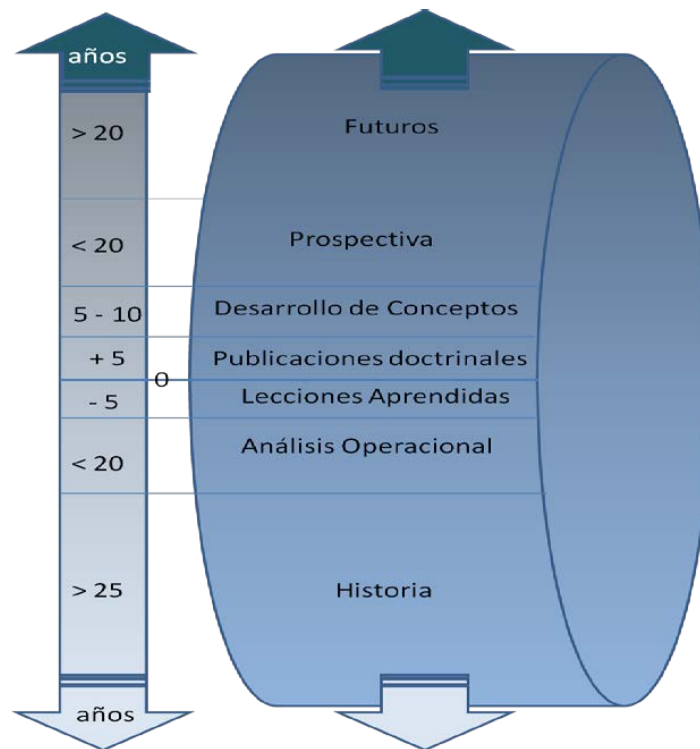 años
> 20
Futuros
< 20
Prospectiva
5 - 10
Desarrollo de Conceptos
+ 5
Publicaciones doctrinales
0
- 5
Lecciones Aprendidas
< 20
Análisis Operacional
> 25
Historia
años